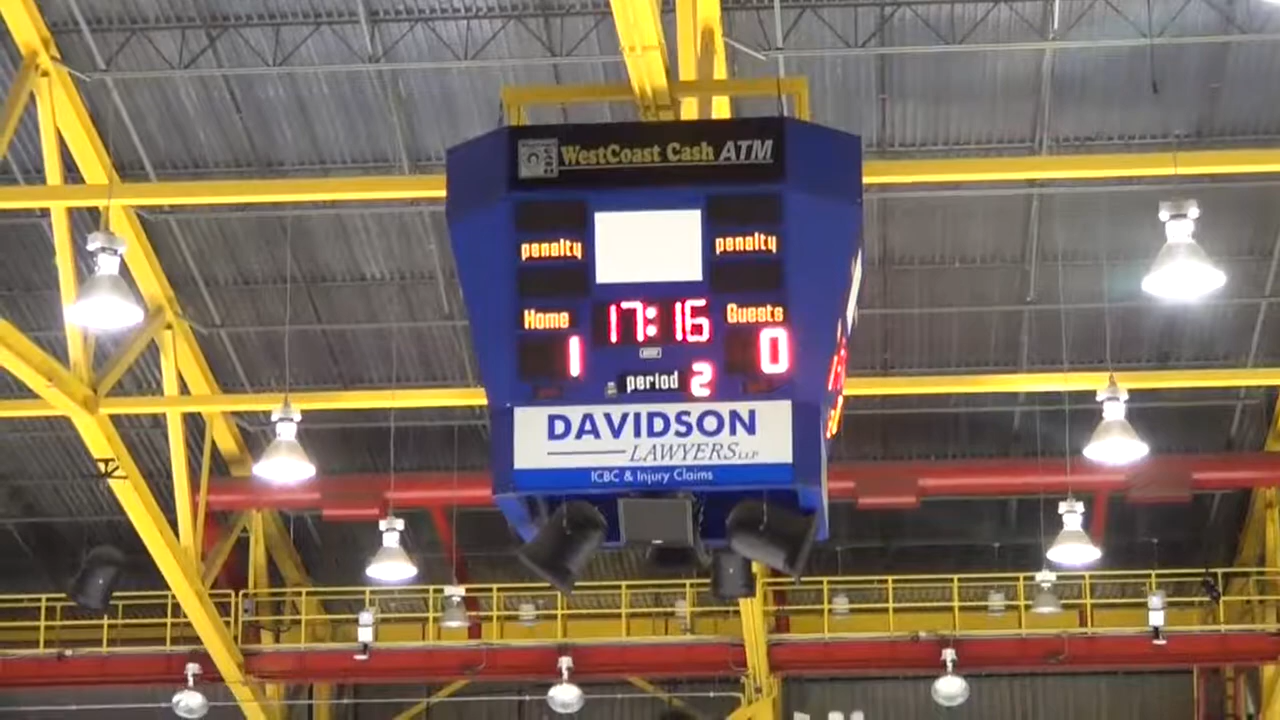 WestCoast Cash ATM
penalty penalty
Home 17:16 Guests
1 0
period 2
DAVIDSON
LAWYERS LLP
ICBC & Injury Claims